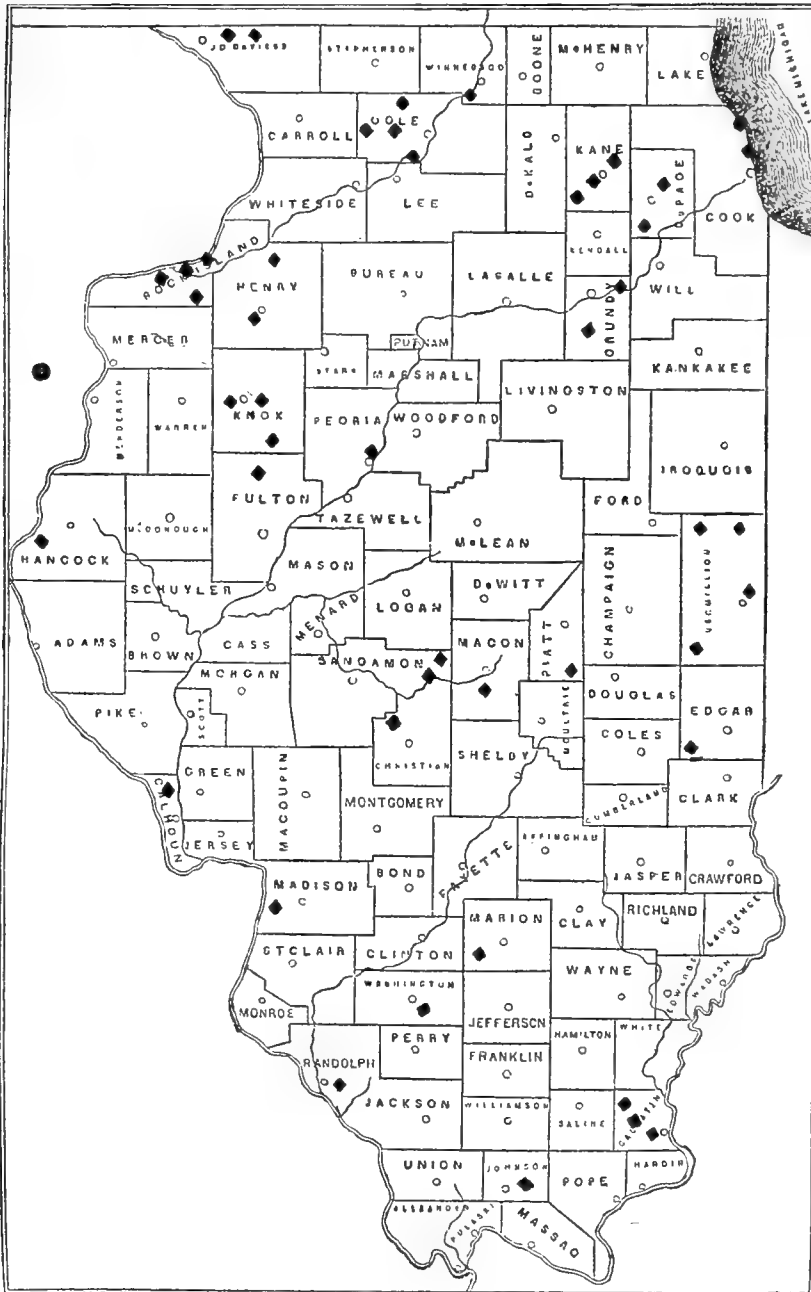 LAKE MICHIGAN
JO DAVIESS
STEPHENSON
WINNEBAGO
BOONE
McHENRY
LAKE
CARROLL
OGLE
DeKALB
KANE
DUPAGE
COOK
WHITESIDE
LEE
KENDALL
ROCK ISLAND
HENRY
BUREAU
LASALLE
GRUNDY
WILL
MERCER
PUTNAM
KANKAKEE
STARK
MARSHALL
LIVINGSTON
HENDERSON
WARREN
KNOX
PEORIA
WOODFORD
IROQUOIS
FULTON
FORD
HANCOCK
McDONOUGH
TAZEWELL
McLEAN
VERMILLION
SCHUYLER
MASON
DeWITT
CHAMPAIGN
LOGAN
MENARD
ADAMS
BROWN
CASS
MACON
PIATT
SANGAMON
MORGAN
DOUGLAS
PIKE
SCOTT
MOULTRIE
EDGAR
COLES
CHRISTIAN
SHELBY
GREEN
MACOUPIN
CALHOUN
MONTGOMERY
CUMBERLAND
CLARK
JERSEY
FAYETTE
EFFINGHAM
BOND
JASPER
CRAWFORD
MADISON
MARION
CLAY
RICHLAND
LAWRENCE
ST CLAIR
CLINTON
WAYNE
EDWARDS
WABASH
WASHINGTON
MONROE
JEFFERSON
HAMILTON
WHITE
PERRY
FRANKLIN
RANDOLPH
JACKSON
WILLIAMSON
SALINE
GALLATIN
UNION
JOHNSON
POPE
HARDIN
ALEXANDER
PULASKI
MASSAC